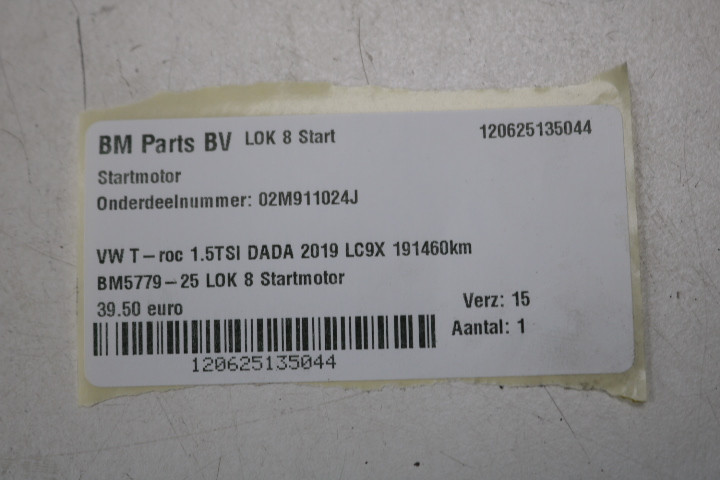 BM Parts BV LOK 8 Start 120625135044
Startmotor
Onderdeelnummer: 02M911024J
VW T-roc 1.5TSI DADA 2019 LC9X 191460km
BM5779-25 LOK 8 Startmotor
39.50 euro Verz: 15
Aantal: 1
120625135044